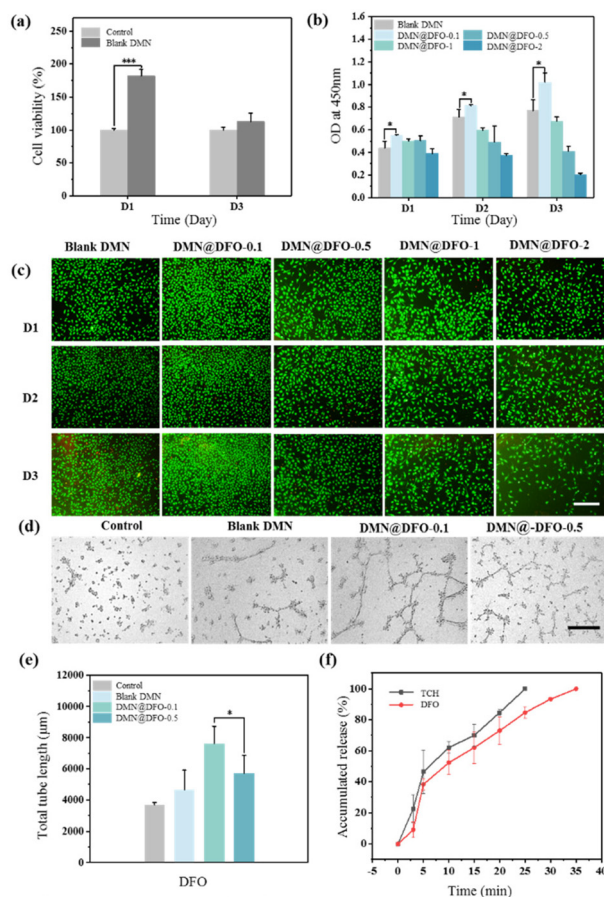 (a)
Control
Blank DMN
Cell viability (%)
250
200
150
100
50
0
***
D1
D3
Time (Day)
(b)
Blank DMN
DMN@DFO-0.1
DMN@DFO-0.5
DMN@DFO-1
DMN@DFO-2
OD at 450nm
1.6
1.4
1.2
1.0
0.8
0.6
0.4
0.2
0.0
*
*
*
D1
D2
D3
Time (Day)
(c)
Blank DMN
DMN@DFO-0.1
DMN@DFO-0.5
DMN@DFO-1
DMN@DFO-2
D1
D2
D3
(d)
Control
Blank DMN
DMN@DFO-0.1
DMN@-DFO-0.5
(e)
Control
Blank DMN
DMN@DFO-0.1
DMN@DFO-0.5
Total tube length (μm)
12000
10000
8000
6000
4000
2000
0
*
DFO
(f)
TCH
DFO
Accumulated release (%)
100
80
60
40
20
0
-5
0
5
10
15
20
25
30
35
40
Time (min)